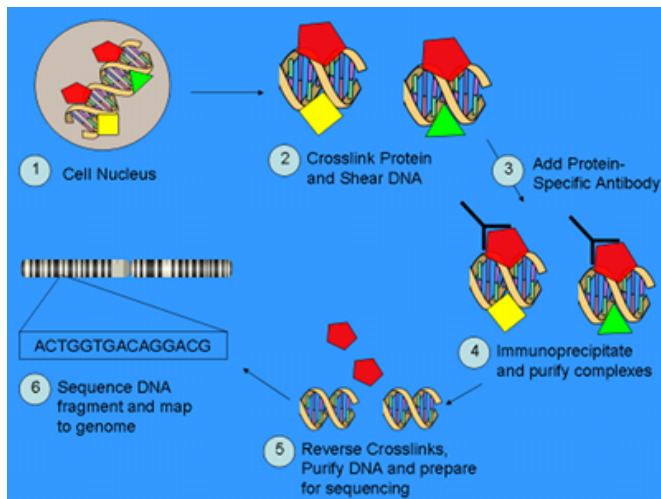 1 Cell Nucleus
2 Crosslink Protein
and Shear DNA
3 Add Protein-
Specific Antibody
4 Immunoprecipitate
and purify complexes
5 Reverse Crosslinks,
Purify DNA and prepare
for sequencing
ACTGGTGACAGGACG
6 Sequence DNA
fragment and map
to genome